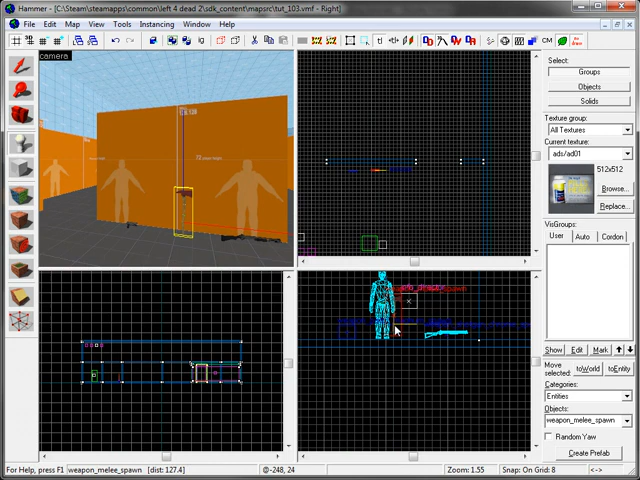 Hammer - [C:\Steam\steamapps\common\left 4 dead 2\sdk_content\mapsrc\tut_103.vmf - Right]
File Edit Map View Tools Instancing Window Help
camera
Select:
Groups
Objects
Solids
Texture group:
All Textures
Current texture:
ads/ad01
512x512
Browse...
Replace...
VisGroups:
User Auto Cordon
Show Edit Mark
Move selected:
toWorld toEntity
Categories:
Entities
Objects:
weapon_melee_spawn
Random Yaw
Create Prefab
For Help, press F1 weapon_melee_spawn [dist: 127.4] @-248, 24 Zoom: 1.55 Snap: On Grid: 8 <->